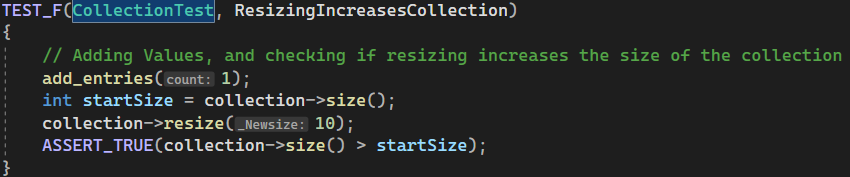 TEST_F(CollectionTest, ResizingIncreasesCollection)
{
    // Adding Values, and checking if resizing increases the size of the collection
    add_entries(count: 1);
    int startSize = collection->size();
    collection->resize(_Newsize: 10);
    ASSERT_TRUE(collection->size() > startSize);
}